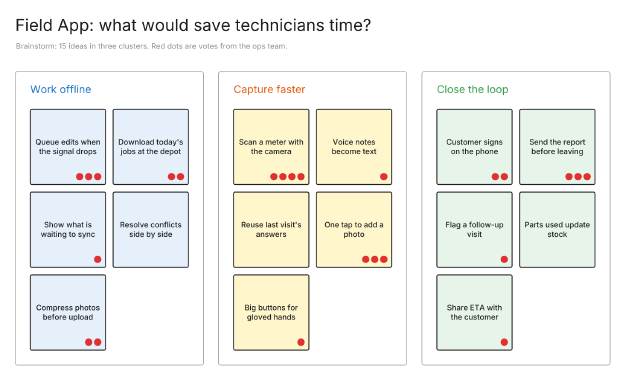 Field App: what would save technicians time?
Brainstorm: 15 ideas in three clusters. Red dots are votes from the ops team.
Work offline
Queue edits when
the signal drops
Download today's
jobs at the depot
Show what is
waiting to sync
Resolve conflicts
side by side
Compress photos
before upload
Capture faster
Scan a meter with
the camera
Voice notes
become text
Reuse last visit's
answers
One tap to add a
photo
Big buttons for
gloved hands
Close the loop
Customer signs
on the phone
Send the report
before leaving
Flag a follow-up
visit
Parts used update
stock
Share ETA with
the customer